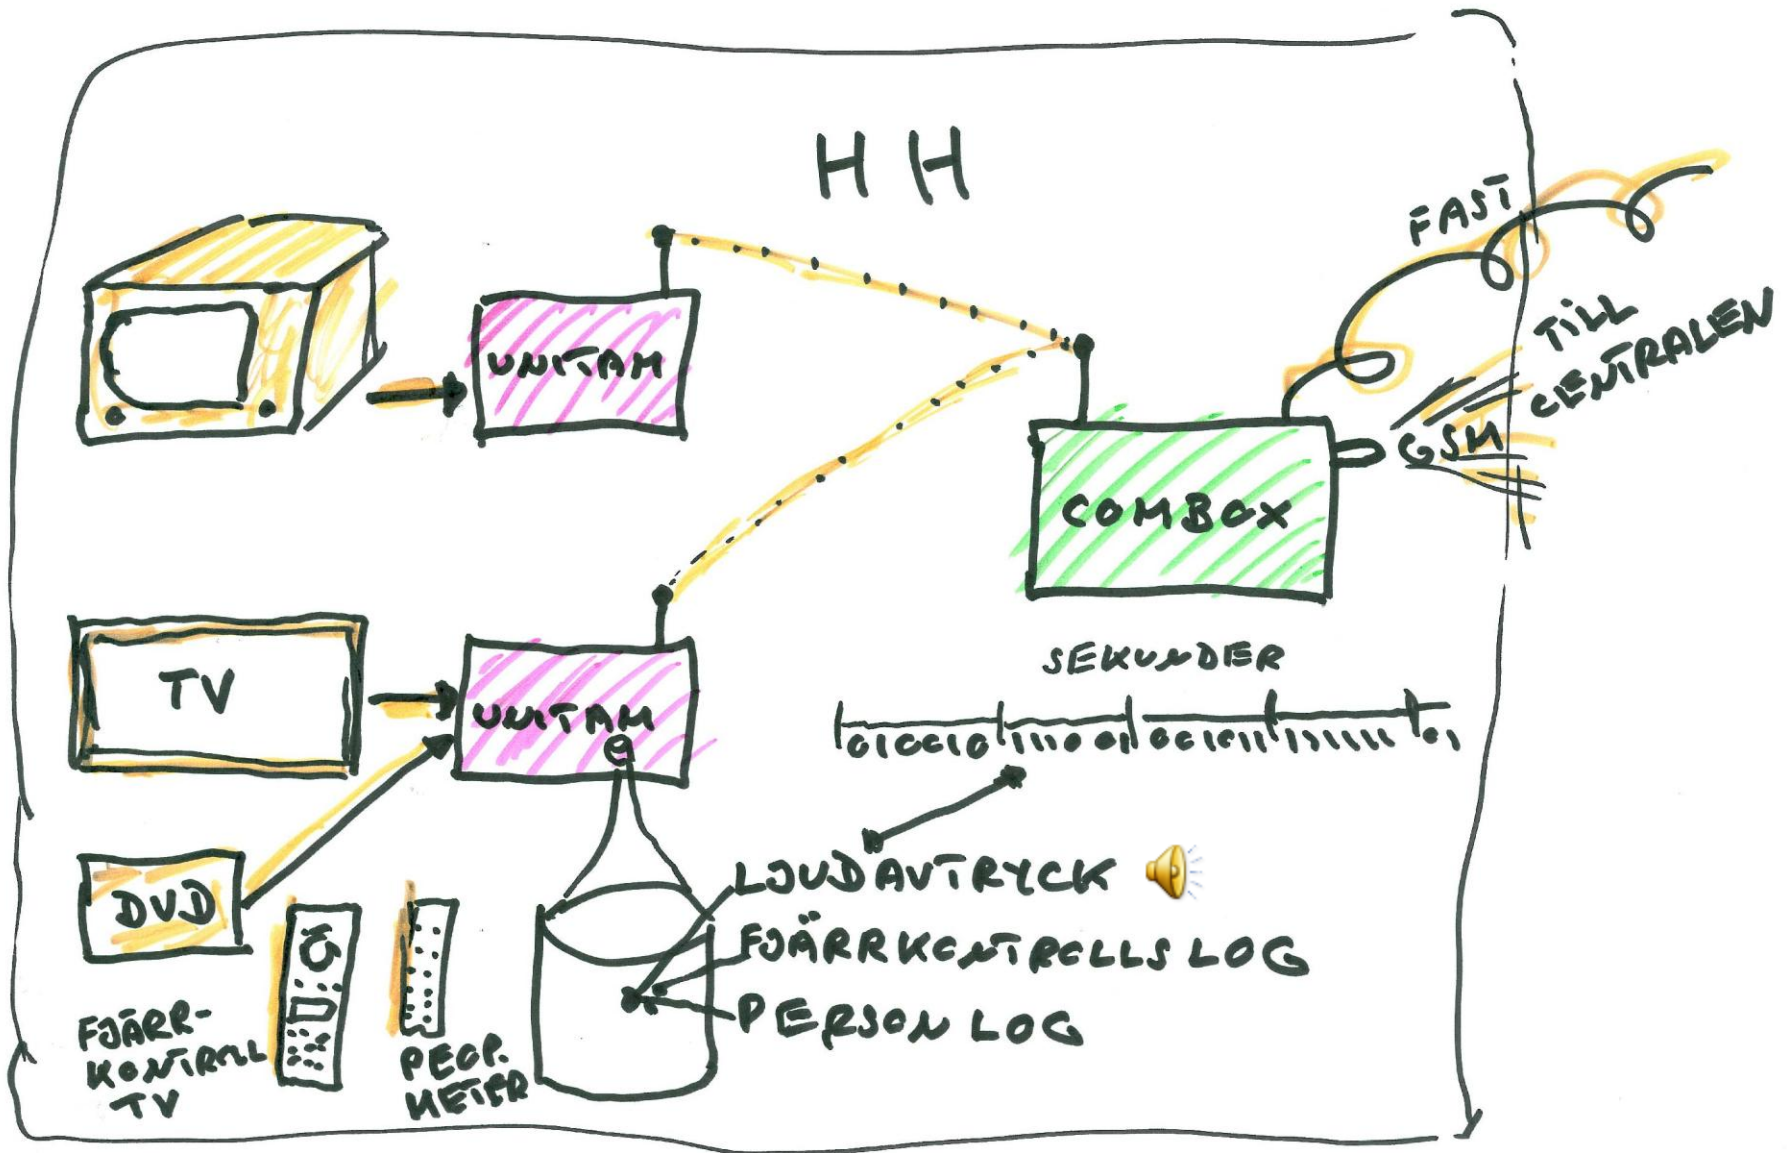 HH
FAST
TILL
CENTRALEN
GSM
UNITAM
COMBOX
SEKUNDER
TV
UNITAM
DVD
LJUDAVTRYCK
FJÄRRKONTROLLS LOG
PERSON LOG
FJÄRR-
KONTROLL
TV
PEOP.
METER